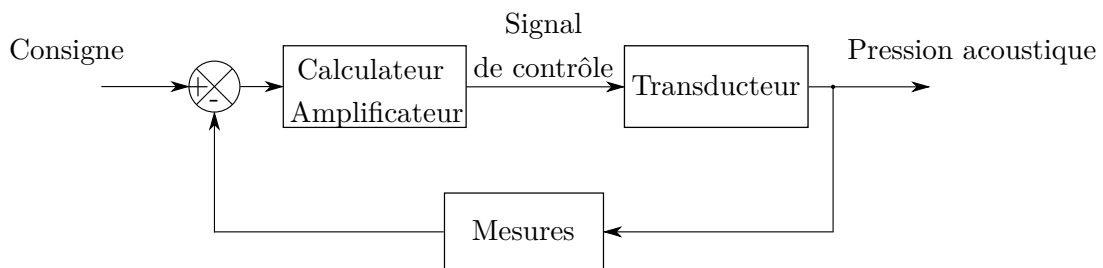 Consigne
+
-
Calculateur
Amplificateur
Signal
de contrôle
Transducteur
Pression acoustique
Mesures